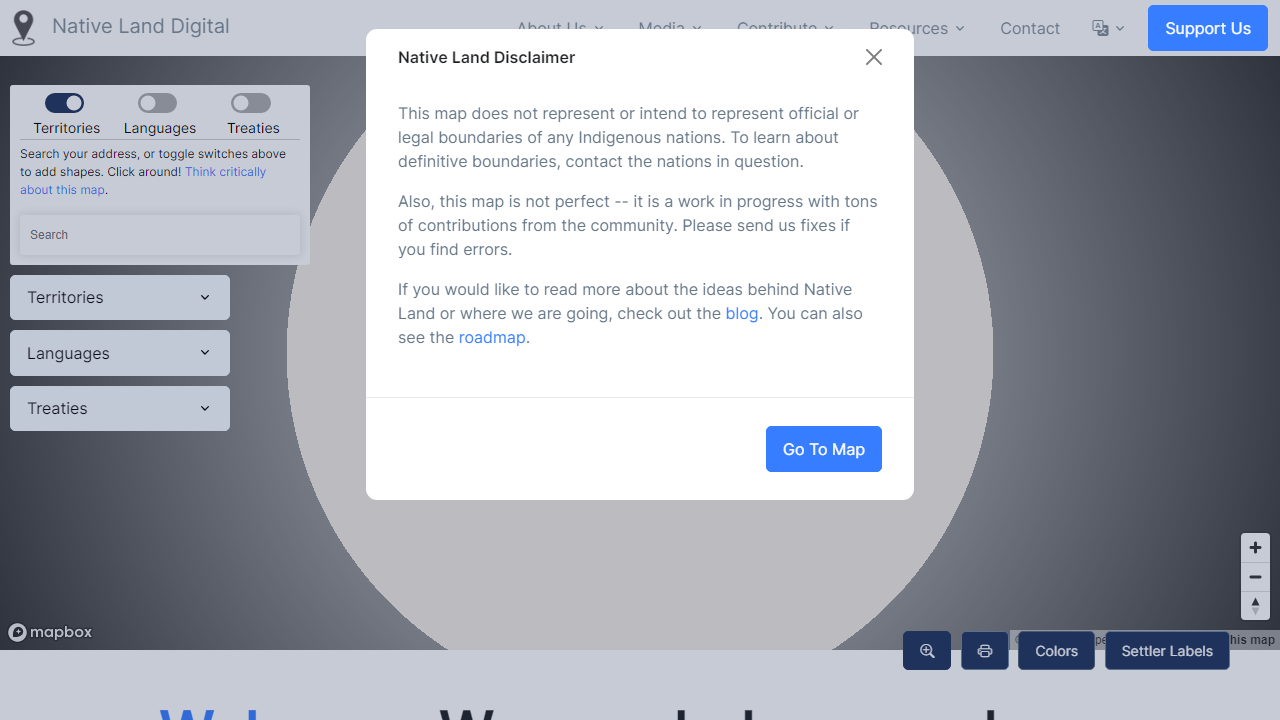 Native Land Digital
About Us
Media
Contribute
Resources
Contact
Support Us
Native Land Disclaimer
Territories
Languages
Treaties
Search your address, or toggle switches above
to add shapes. Click around! Think critically
about this map.
Search
Territories
Languages
Treaties
This map does not represent or intend to represent official or
legal boundaries of any Indigenous nations. To learn about
definitive boundaries, contact the nations in question.
Also, this map is not perfect -- it is a work in progress with tons
of contributions from the community. Please send us fixes if
you find errors.
If you would like to read more about the ideas behind Native
Land or where we are going, check out the blog. You can also
see the roadmap.
Go To Map
mapbox
Colors
Settler Labels
this map